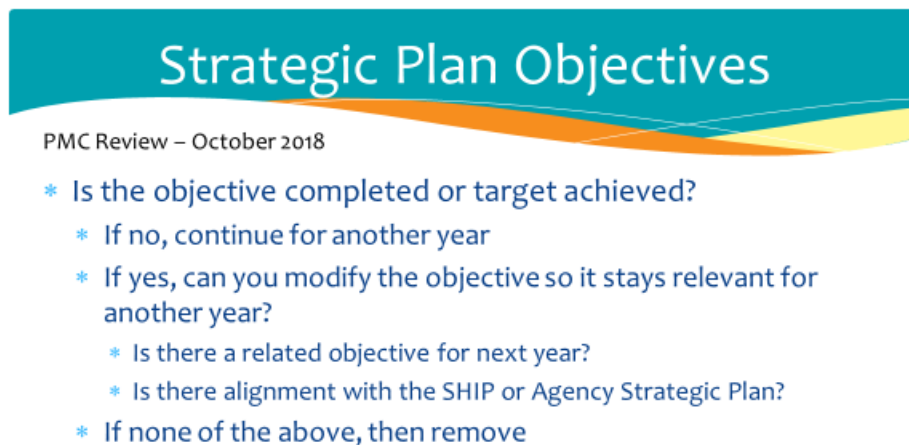 Strategic Plan Objectives
PMC Review – October 2018
* Is the objective completed or target achieved?
* If no, continue for another year
* If yes, can you modify the objective so it stays relevant for
another year?
* Is there a related objective for next year?
* Is there alignment with the SHIP or Agency Strategic Plan?
* If none of the above, then remove